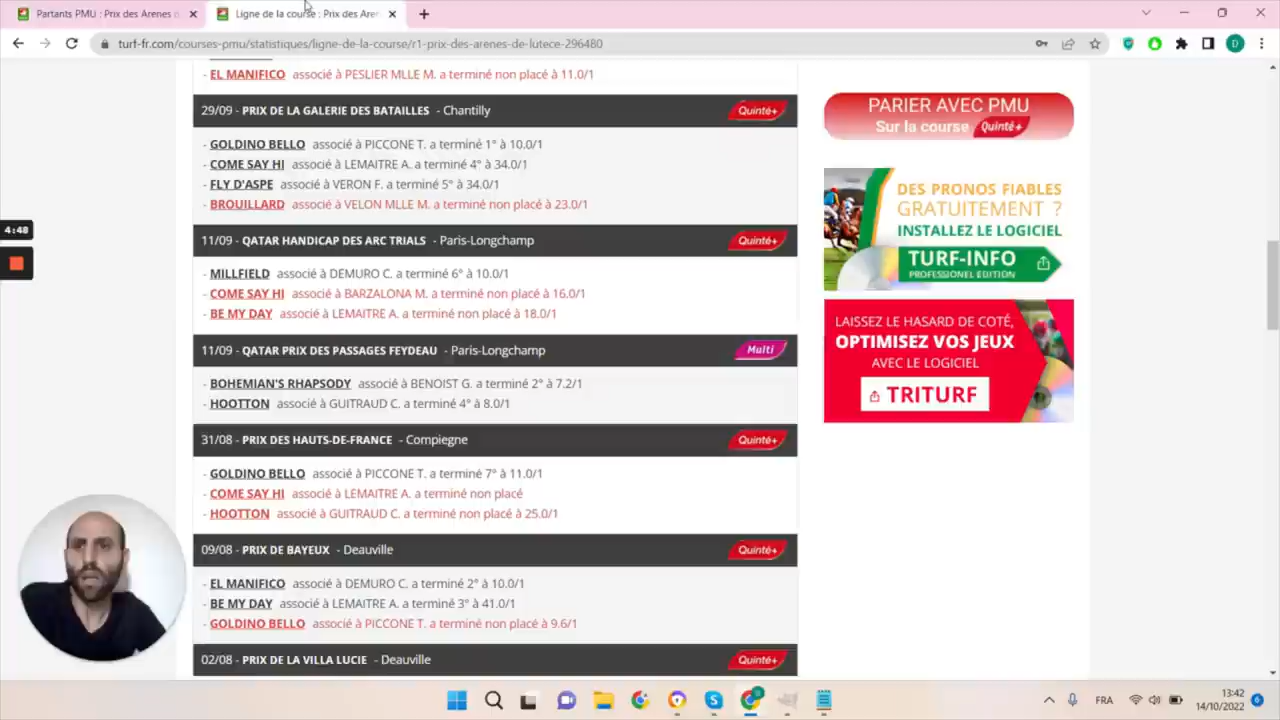 Partants PMU : Prix des Arenes d
Ligne de la course : Prix des Are
turf-fr.com/courses-pmu/statistiques/ligne-de-la-course/r1-prix-des-arenes-de-lutece-296480
D
- EL MANIFICO associé à PESLIER MLLE M. a terminé non placé à 11.0/1
29/09 - PRIX DE LA GALERIE DES BATAILLES - Chantilly Quinté+
- GOLDINO BELLO associé à PICCONE T. a terminé 1° à 10.0/1
- COME SAY HI associé à LEMAITRE A. a terminé 4° à 34.0/1
- FLY D'ASPE associé à VERON F. a terminé 5° à 34.0/1
- BROUILLARD associé à VELON MLLE M. a terminé non placé à 23.0/1
11/09 - QATAR HANDICAP DES ARC TRIALS - Paris-Longchamp Quinté+
- MILLFIELD associé à DEMURO C. a terminé 6° à 10.0/1
- COME SAY HI associé à BARZALONA M. a terminé non placé à 16.0/1
- BE MY DAY associé à LEMAITRE A. a terminé non placé à 18.0/1
11/09 - QATAR PRIX DES PASSAGES FEYDEAU - Paris-Longchamp Multi
- BOHEMIAN'S RHAPSODY associé à BENOIST G. a terminé 2° à 7.2/1
- HOOTTON associé à GUITRAUD C. a terminé 4° à 8.0/1
31/08 - PRIX DES HAUTS-DE-FRANCE - Compiegne Quinté+
- GOLDINO BELLO associé à PICCONE T. a terminé 7° à 11.0/1
- COME SAY HI associé à LEMAITRE A. a terminé non placé
- HOOTTON associé à GUITRAUD C. a terminé non placé à 25.0/1
09/08 - PRIX DE BAYEUX - Deauville Quinté+
- EL MANIFICO associé à DEMURO C. a terminé 2° à 10.0/1
- BE MY DAY associé à LEMAITRE A. a terminé 3° à 41.0/1
- GOLDINO BELLO associé à PICCONE T. a terminé non placé à 9.6/1
02/08 - PRIX DE LA VILLA LUCIE - Deauville Quinté+
PARIER AVEC PMU
Sur la course Quinté+
DES PRONOS FIABLES
GRATUITEMENT ?
INSTALLEZ LE LOGICIEL
TURF-INFO
PROFESSIONEL EDITION
LAISSEZ LE HASARD DE COTÉ,
OPTIMISEZ VOS JEUX
AVEC LE LOGICIEL
TRITURF
4:48
FRA
13:42
14/10/2022
6